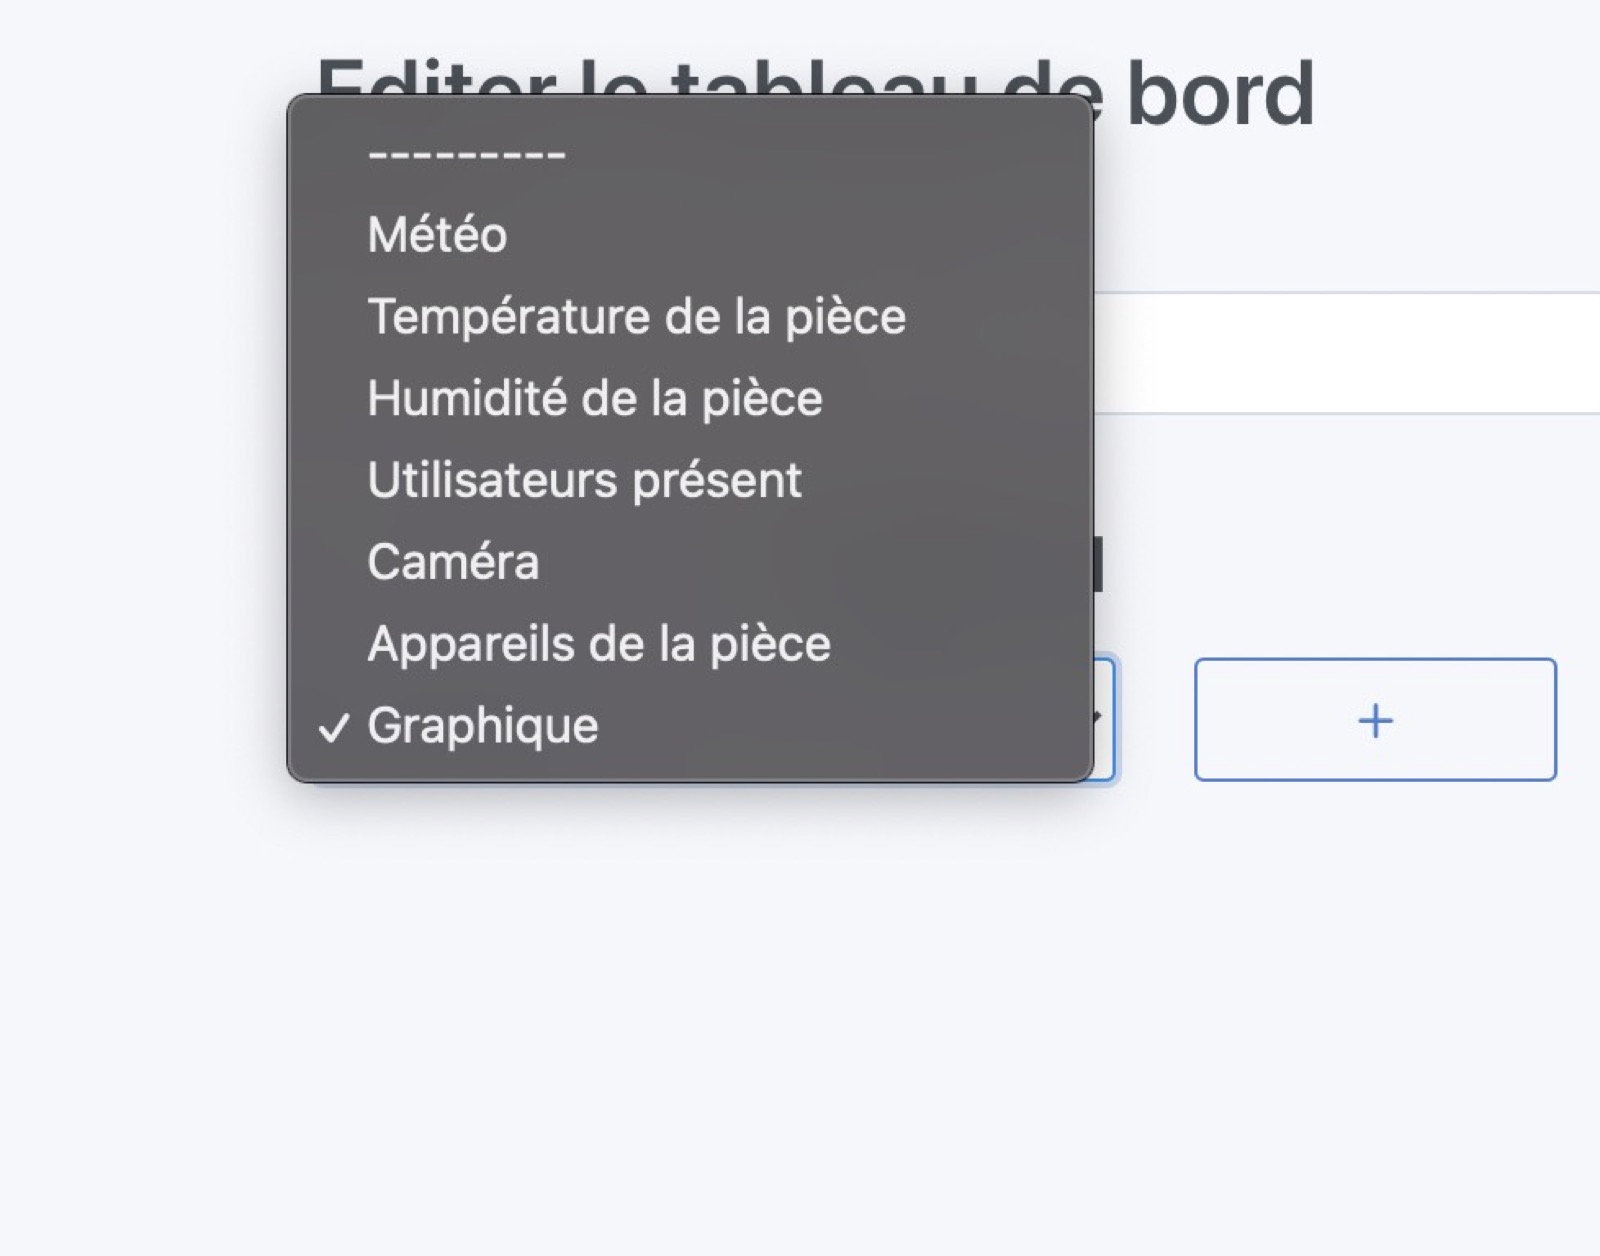 Editer le tableau de bord
---------
Météo
Température de la pièce
Humidité de la pièce
Utilisateurs présent
Caméra
Appareils de la pièce
✓ Graphique
+